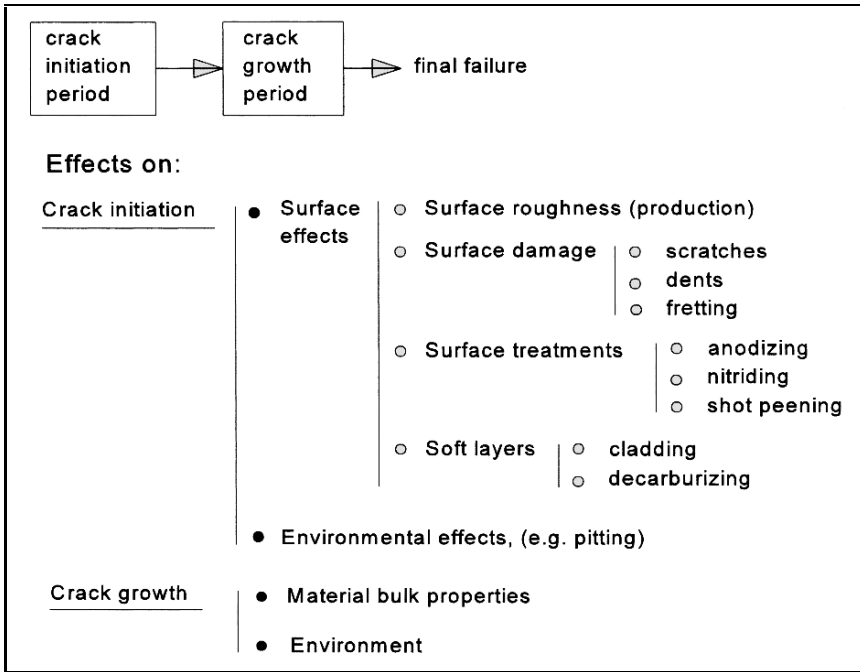 crack
initiation
period
crack
growth
period
final failure
Effects on:
Crack initiation
Surface
effects
Surface roughness (production)
Surface damage
scratches
dents
fretting
Surface treatments
anodizing
nitriding
shot peening
Soft layers
cladding
decarburizing
Environmental effects, (e.g. pitting)
Crack growth
Material bulk properties
Environment